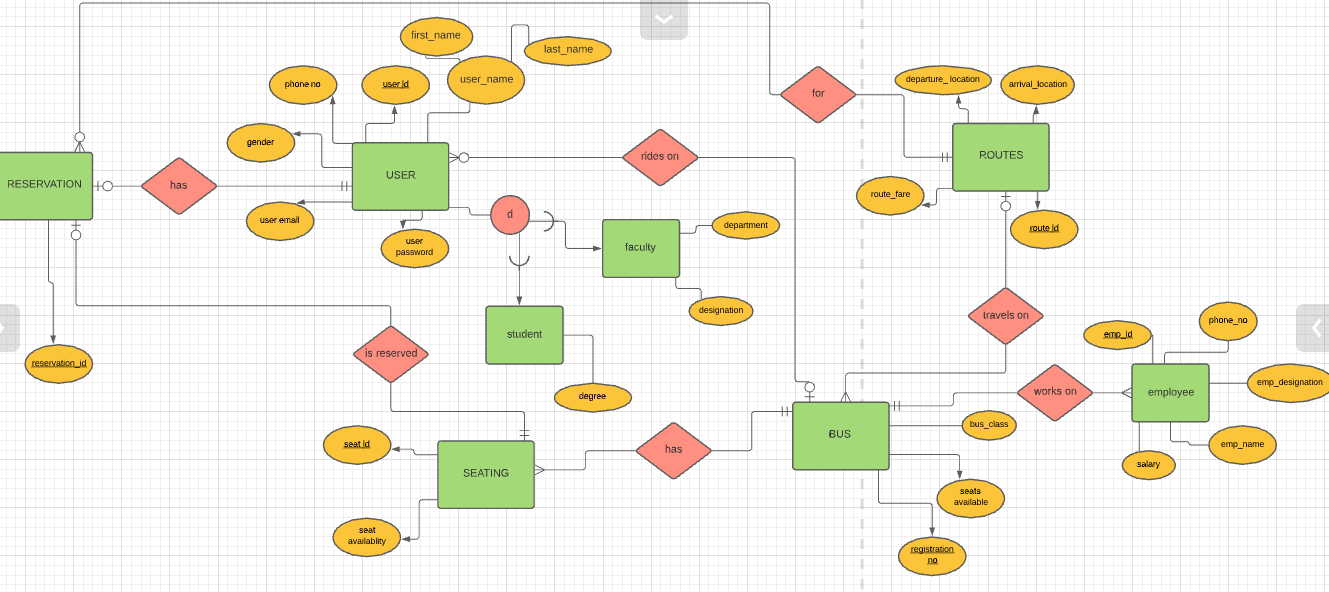 first_name
last_name
user_name
phone no
user id
gender
departure_ location
arrival_location
for
ROUTES
rides on
RESERVATION
has
USER
route_fare
user email
d
user
password
faculty
department
route id
designation
travels on
student
is reserved
reservation_id
emp_id
phone_no
emp_designation
works on
employee
degree
bus_class
BUS
seat id
SEATING
has
emp_name
salary
seats
available
seat
availablity
registration
no